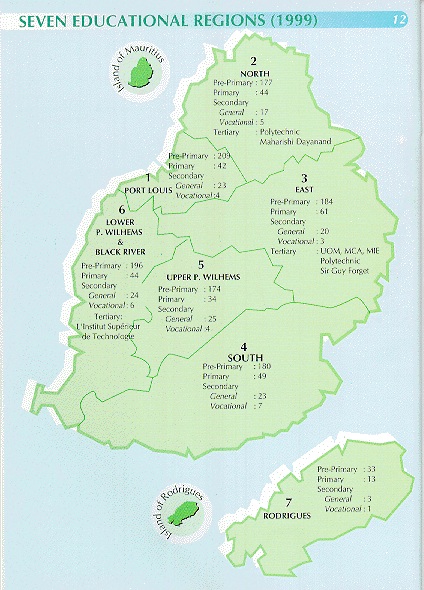 SEVEN EDUCATIONAL REGIONS (1999)
12
Island of Mauritius
2
NORTH
Pre-Primary : 177
Primary : 44
Secondary
General : 17
Vocational : 5
Tertiary : Polytechnic
Maharishi Dayanand
1
PORT LOUIS
Pre-Primary : 209
Primary : 42
Secondary
General : 23
Vocational : 4
3
EAST
Pre-Primary : 184
Primary : 61
Secondary
General : 20
Vocational : 3
Tertiary : UOM, MCA, MIE
Polytechnic
Sir Guy Forget
6
LOWER
P. WILHEMS
&
BLACK RIVER
Pre-Primary : 196
Primary : 44
Secondary
General : 24
Vocational : 6
Tertiary:
L'Institut Supérieur
de Technologie
5
UPPER P. WILHEMS
Pre-Primary : 174
Primary : 34
Secondary
General : 25
Vocational : 4
4
SOUTH
Pre-Primary : 180
Primary : 49
Secondary
General : 23
Vocational : 7
Island of Rodrigues
7
RODRIGUES
Pre-Primary : 33
Primary : 13
Secondary
General : 3
Vocational : 1